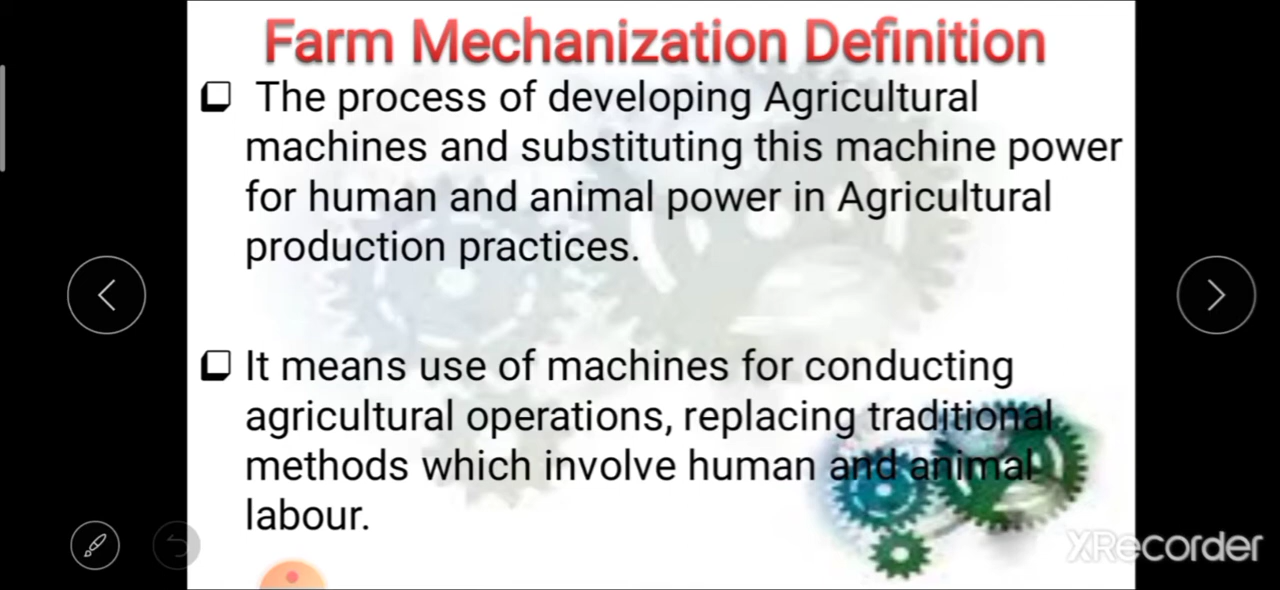 Farm Mechanization Definition
The process of developing Agricultural
machines and substituting this machine power
for human and animal power in Agricultural
production practices.
It means use of machines for conducting
agricultural operations, replacing traditional
methods which involve human and animal
labour.
XRecorder